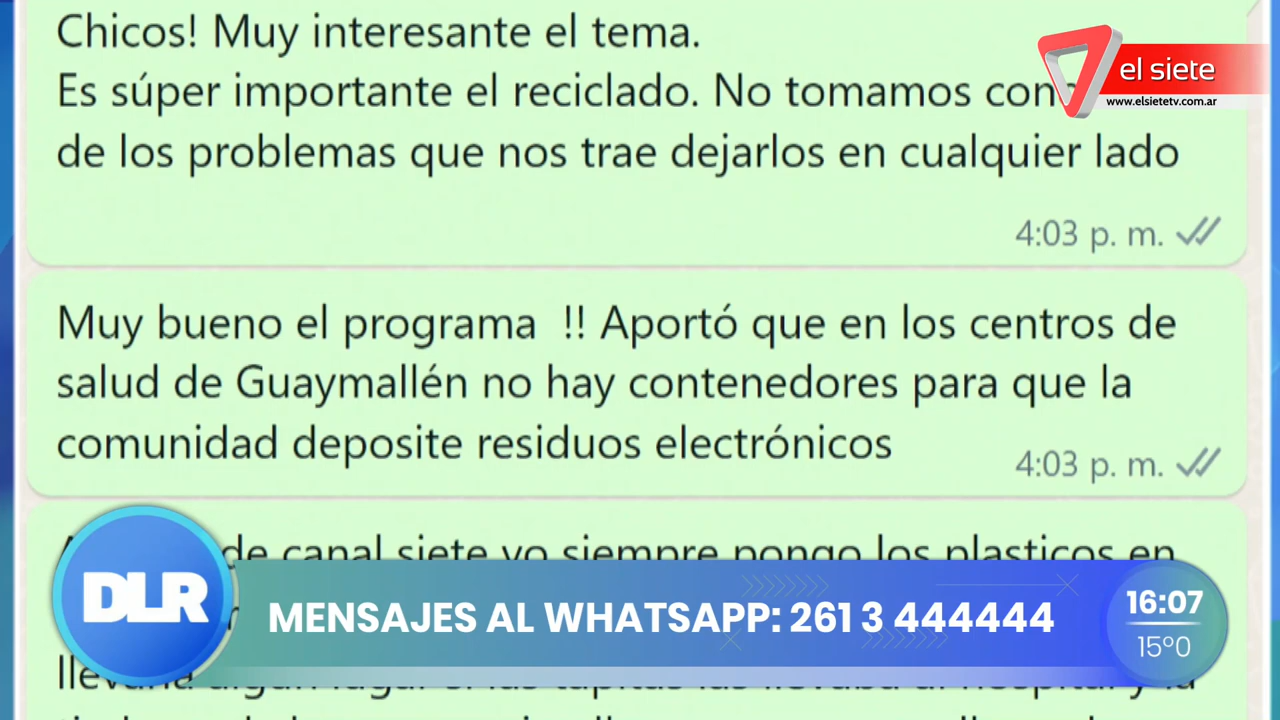 Chicos! Muy interesante el tema.
Es súper importante el reciclado. No tomamos
de los problemas que nos trae dejarlos en cualquier lado
4:03 p. m.
Muy bueno el programa !! Aportó que en los centros de
salud de Guaymallén no hay contenedores para que la
comunidad deposite residuos electrónicos
4:03 p. m.
de canal siete yo siempre pongo los plasticos en
el siete
www.elsietetv.com.ar
DLR
MENSAJES AL WHATSAPP: 261 3 444444
16:07
15º0